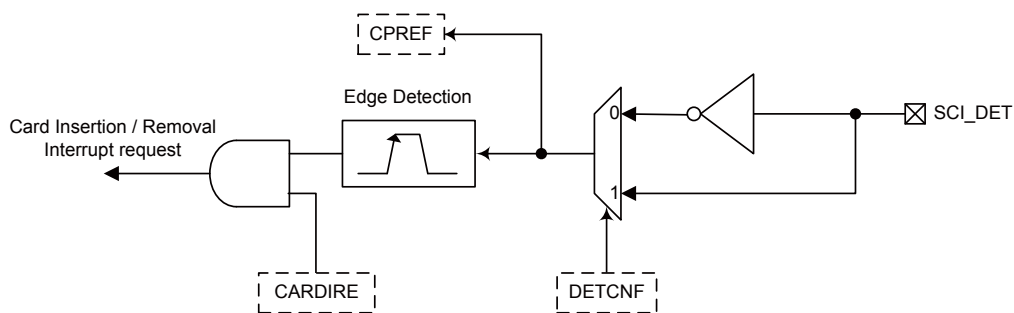 CPREF
Edge Detection
0
SCI_DET
Card Insertion / Removal
Interrupt request
1
CARDIRE
DETCNF